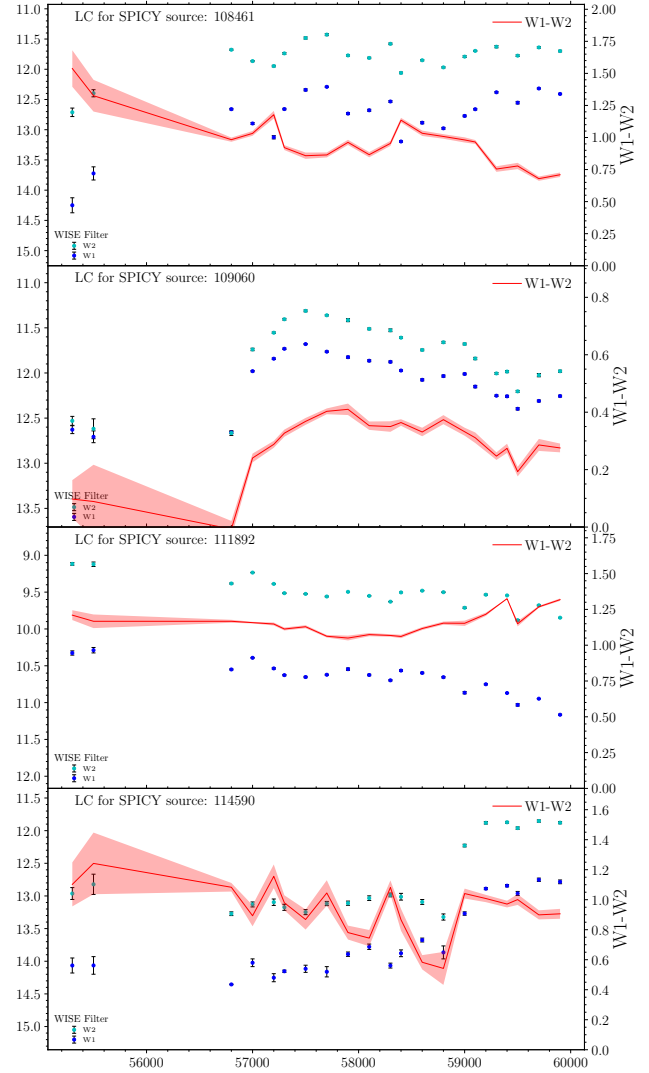 LC for SPICY source: 108461
W1-W2
11.0
11.5
12.0
12.5
13.0
13.5
14.0
14.5
15.0
2.00
1.75
1.50
1.25
1.00
0.75
0.50
0.25
0.00
W1-W2
WISE Filter
W2
W1
LC for SPICY source: 109060
W1-W2
11.0
11.5
12.0
12.5
13.0
13.5
0.8
0.6
0.4
0.2
0.0
W1-W2
WISE Filter
W2
W1
LC for SPICY source: 111892
W1-W2
9.0
9.5
10.0
10.5
11.0
11.5
12.0
1.75
1.50
1.25
1.00
0.75
0.50
0.25
0.00
W1-W2
WISE Filter
W2
W1
LC for SPICY source: 114590
W1-W2
11.5
12.0
12.5
13.0
13.5
14.0
14.5
15.0
1.6
1.4
1.2
1.0
0.8
0.6
0.4
0.2
0.0
W1-W2
WISE Filter
W2
W1
56000
57000
58000
59000
60000